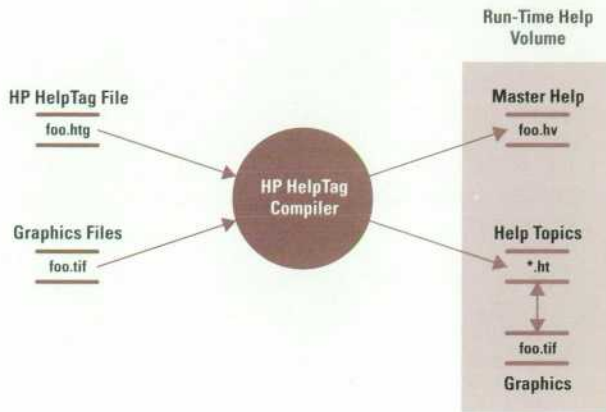 Run-Time Help
Volume
HP HelpTag File
foo.htg
Graphics Files
foo.tif
HP HelpTag
Compiler
Master Help
foo.hv
Help Topics
*.ht
foo.tif
Graphics